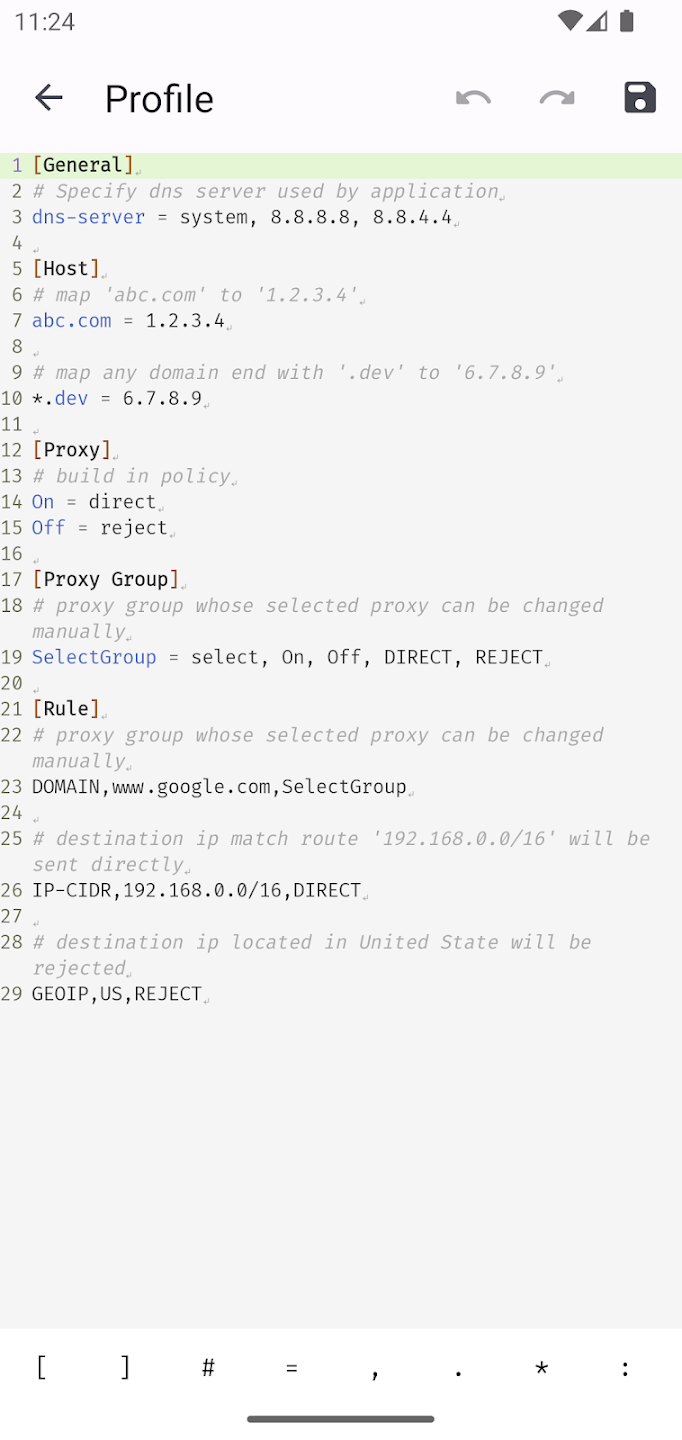 11:24
Profile
1 [General]
2 # Specify dns server used by application
3 dns-server = system, 8.8.8.8, 8.8.4.4
4
5 [Host]
6 # map 'abc.com' to '1.2.3.4'
7 abc.com = 1.2.3.4
8
9 # map any domain end with '.dev' to '6.7.8.9'
10 *.dev = 6.7.8.9
11
12 [Proxy]
13 # build in policy
14 On = direct
15 Off = reject
16
17 [Proxy Group]
18 # proxy group whose selected proxy can be changed
manually
19 SelectGroup = select, On, Off, DIRECT, REJECT
20
21 [Rule]
22 # proxy group whose selected proxy can be changed
manually
23 DOMAIN,www.google.com,SelectGroup
24
25 # destination ip match route '192.168.0.0/16' will be
sent directly
26 IP-CIDR,192.168.0.0/16,DIRECT
27
28 # destination ip located in United State will be
rejected
29 GEOIP,US,REJECT
[ ] # = , . * :